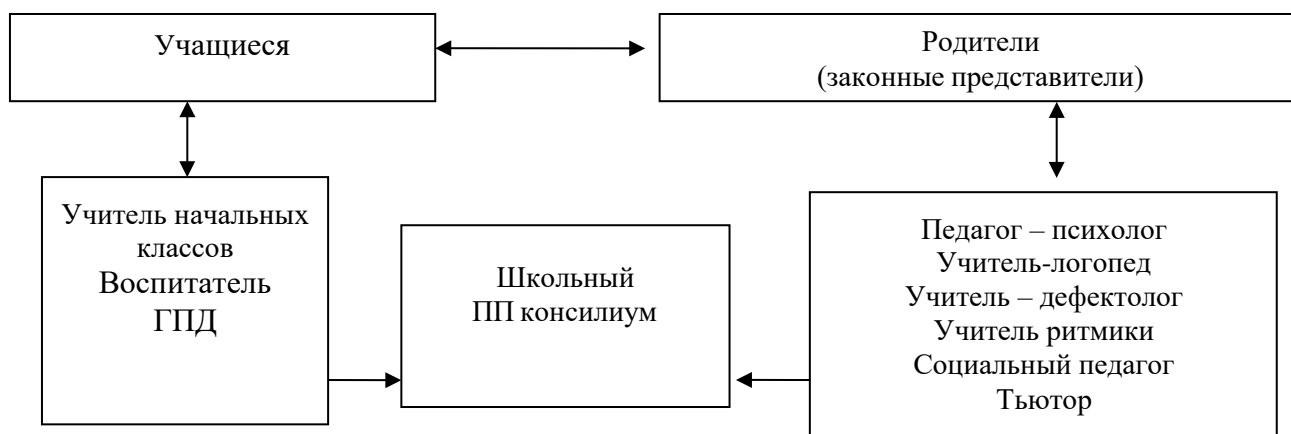 Учащиеся
Родители
(законные представители)
Учитель начальных
классов
Воспитатель
ГПД
Школьный
ПП консилиум
Педагог – психолог
Учитель-логопед
Учитель – дефектолог
Учитель ритмики
Социальный педагог
Тьютор